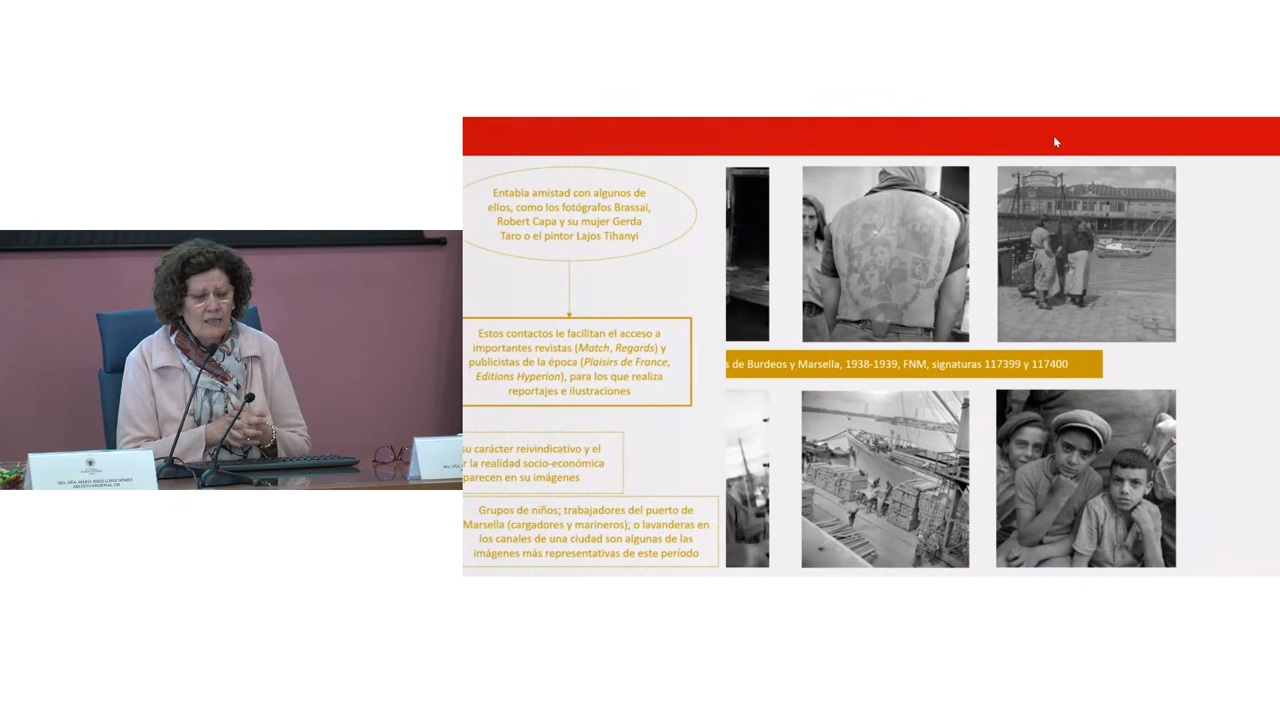 Entabla amistad con algunos de
ellos, como los fotógrafos Brassaï,
Robert Capa y su mujer Gerda
Taro o el pintor Lajos Tihanyi
Estos contactos le facilitan el acceso a
importantes revistas (Match, Regards) y
publicistas de la época (Plaisirs de France,
Editions Hyperion), para los que realiza
reportajes e ilustraciones
su carácter reivindicativo y el
r la realidad socio-económica
parecen en su imágenes
Grupos de niños; trabajadores del puerto de
Marsella (cargadores y marineros); o lavanderas en
los canales de una ciudad son algunas de las
imágenes más representativas de este período
s de Burdeos y Marsella, 1938-1939, FNM, signaturas 117399 y 117400
SRA. DÑA. MARÍA LÓPEZ GÓMEZ
ARCHIVO REGIONAL CM